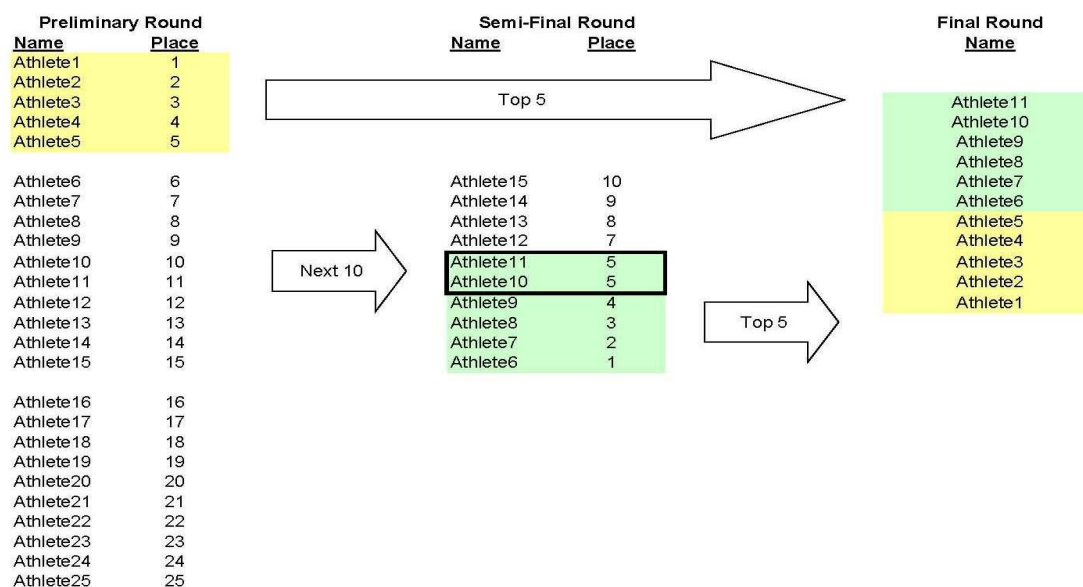 Preliminary Round Semi-Final Round Final Round
Name Place Name Place Name
Athlete1 1
Athlete2 2
Athlete3 3 Top 5 Athlete11
Athlete4 4 Athlete10
Athlete5 5 Athlete9
Athlete8
Athlete6 6 Athlete15 10 Athlete7
Athlete7 7 Athlete14 9 Athlete6
Athlete8 8 Athlete13 8 Athlete5
Athlete9 9 Athlete12 7 Athlete4
Athlete10 10 Next 10 Athlete11 5 Athlete3
Athlete11 11 Athlete10 5 Athlete2
Athlete12 12 Athlete9 4 Athlete1
Athlete13 13 Athlete8 3 Top 5
Athlete14 14 Athlete7 2
Athlete15 15 Athlete6 1
Athlete16 16
Athlete17 17
Athlete18 18
Athlete19 19
Athlete20 20
Athlete21 21
Athlete22 22
Athlete23 23
Athlete24 24
Athlete25 25